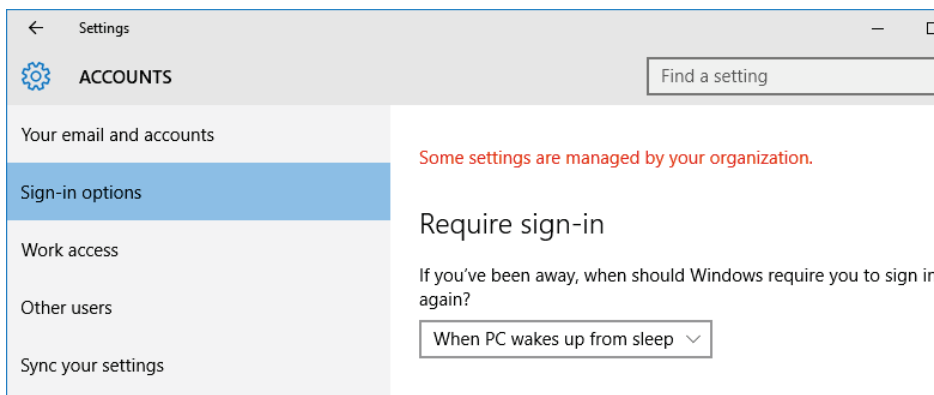 Settings
ACCOUNTS
Find a setting
Your email and accounts
Sign-in options
Work access
Other users
Sync your settings
Some settings are managed by your organization.
Require sign-in
If you've been away, when should Windows require you to sign in
again?
When PC wakes up from sleep